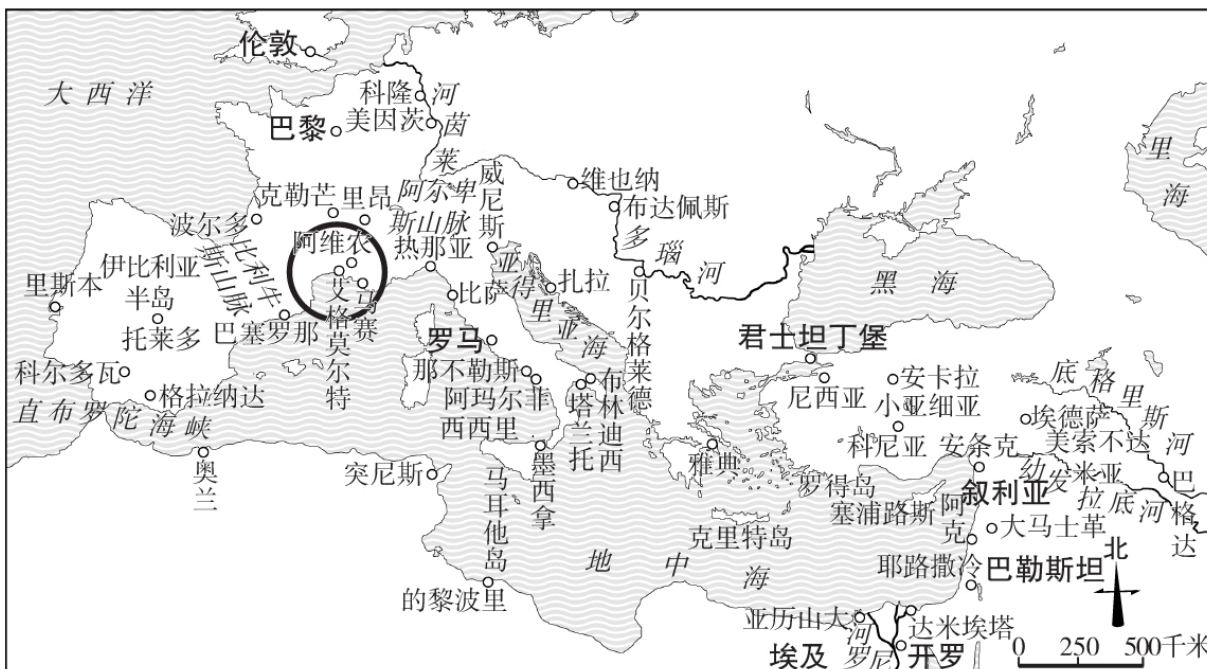 伦敦
大西洋
科隆
美因茨
莱茵河
巴黎
阿尔卑斯山脉
威尼斯
维也纳
布达佩斯
多瑙河
里海
克勒芒
里昂
波尔多
阿维农
热那亚
比利牛斯山脉
亚得里亚海
扎拉
黑海
里斯本
伊比利亚
半岛
托莱多
巴塞罗那
艾格莫尔特
马赛
比萨
罗马
贝尔格莱德
君士坦丁堡
科尔多瓦
格拉纳达
那不勒斯
阿玛尔非
西西里
塔兰托
布林迪西
尼西亚
安卡拉
小亚细亚
底格里斯河
埃德萨
直布罗陀海峡
奥兰
突尼斯
马耳他岛
墨西拿
雅典
科尼亚
安条克
美索不达
米亚
幼发拉底河
巴格达
罗得岛
塞浦路斯
叙利亚
阿克
大马士革
克里特岛
地中海
北
耶路撒冷
巴勒斯坦
的黎波里
亚历山大
达米埃塔
埃及
尼罗河
开罗
0 250 500千米